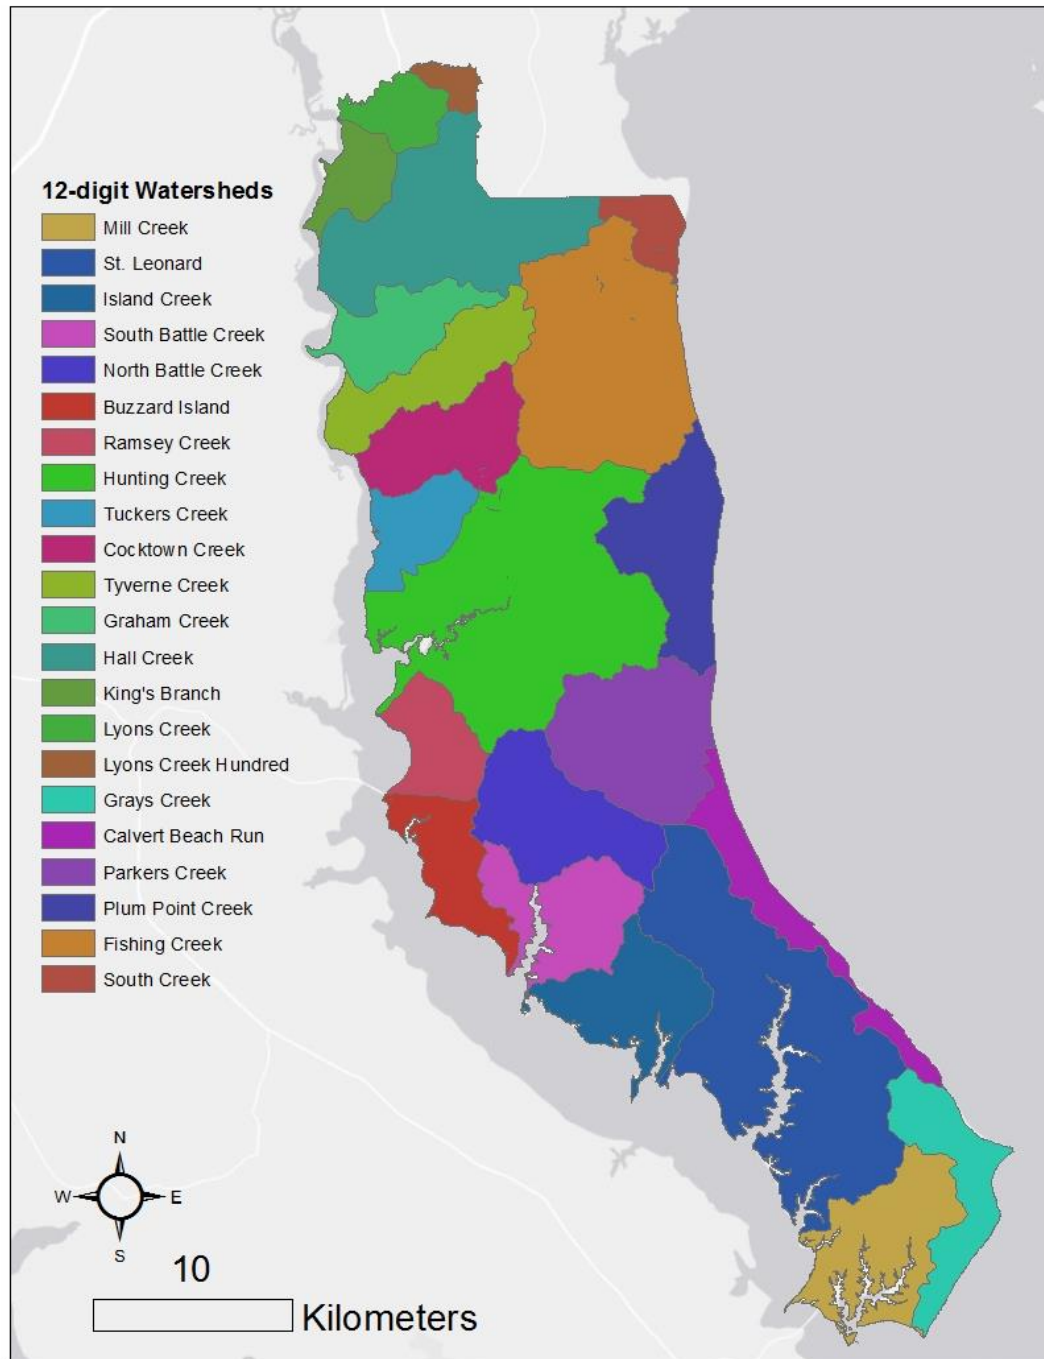 12-digit Watersheds
Mill Creek
St. Leonard
Island Creek
South Battle Creek
North Battle Creek
Buzzard Island
Ramsey Creek
Hunting Creek
Tuckers Creek
Cocktown Creek
Tyverne Creek
Graham Creek
Hall Creek
King's Branch
Lyons Creek
Lyons Creek Hundred
Grays Creek
Calvert Beach Run
Parkers Creek
Plum Point Creek
Fishing Creek
South Creek
N
W E
S
10
Kilometers